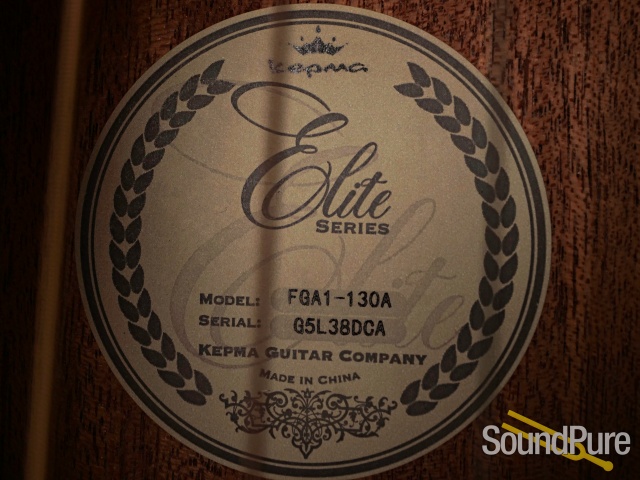 kepma
Elite
SERIES
MODEL: FGA1-130A
SERIAL: G5L38DCA
KEPMA GUITAR COMPANY
MADE IN CHINA
SoundPure